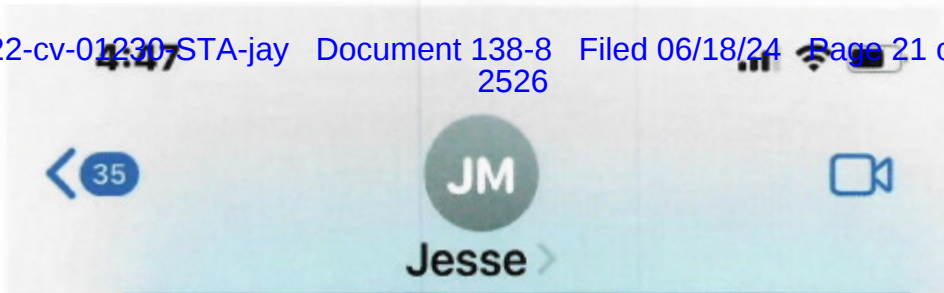 22-cv-01230-STA-jay Document 138-8 Filed 06/18/24 Page 21 o
2526
4:47
35
JM
Jesse